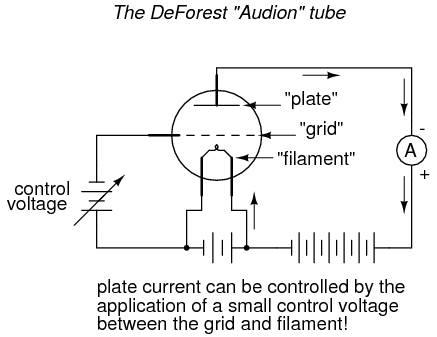 The DeForest "Audion" tube
"plate"
"grid"
"filament"
-
A
+
control
voltage
plate current can be controlled by the
application of a small control voltage
between the grid and filament!